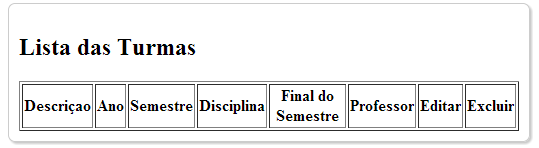 Lista das Turmas
Descriçao Ano Semestre Disciplina Final do Semestre Professor Editar Excluir